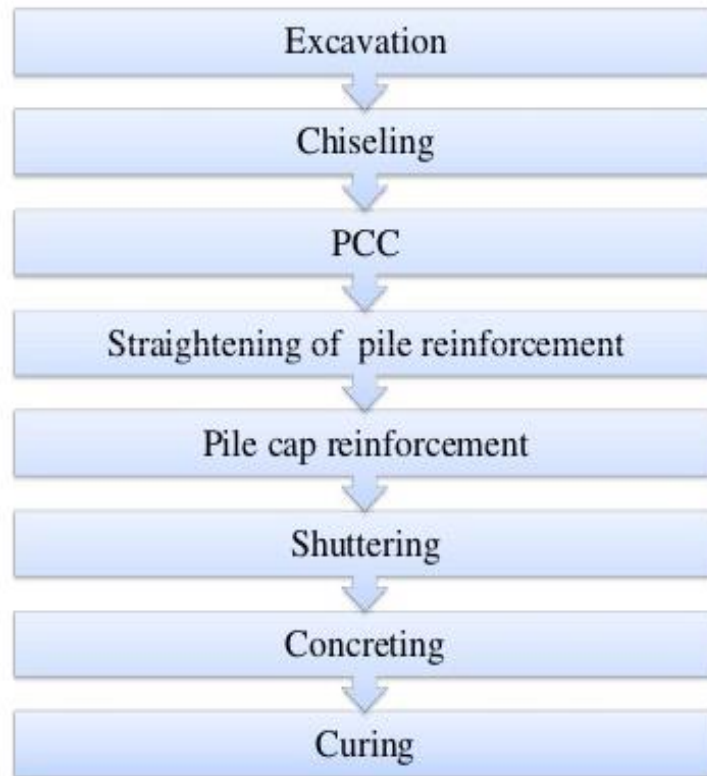 Excavation
Chiseling
PCC
Straightening of pile reinforcement
Pile cap reinforcement
Shuttering
Concreting
Curing